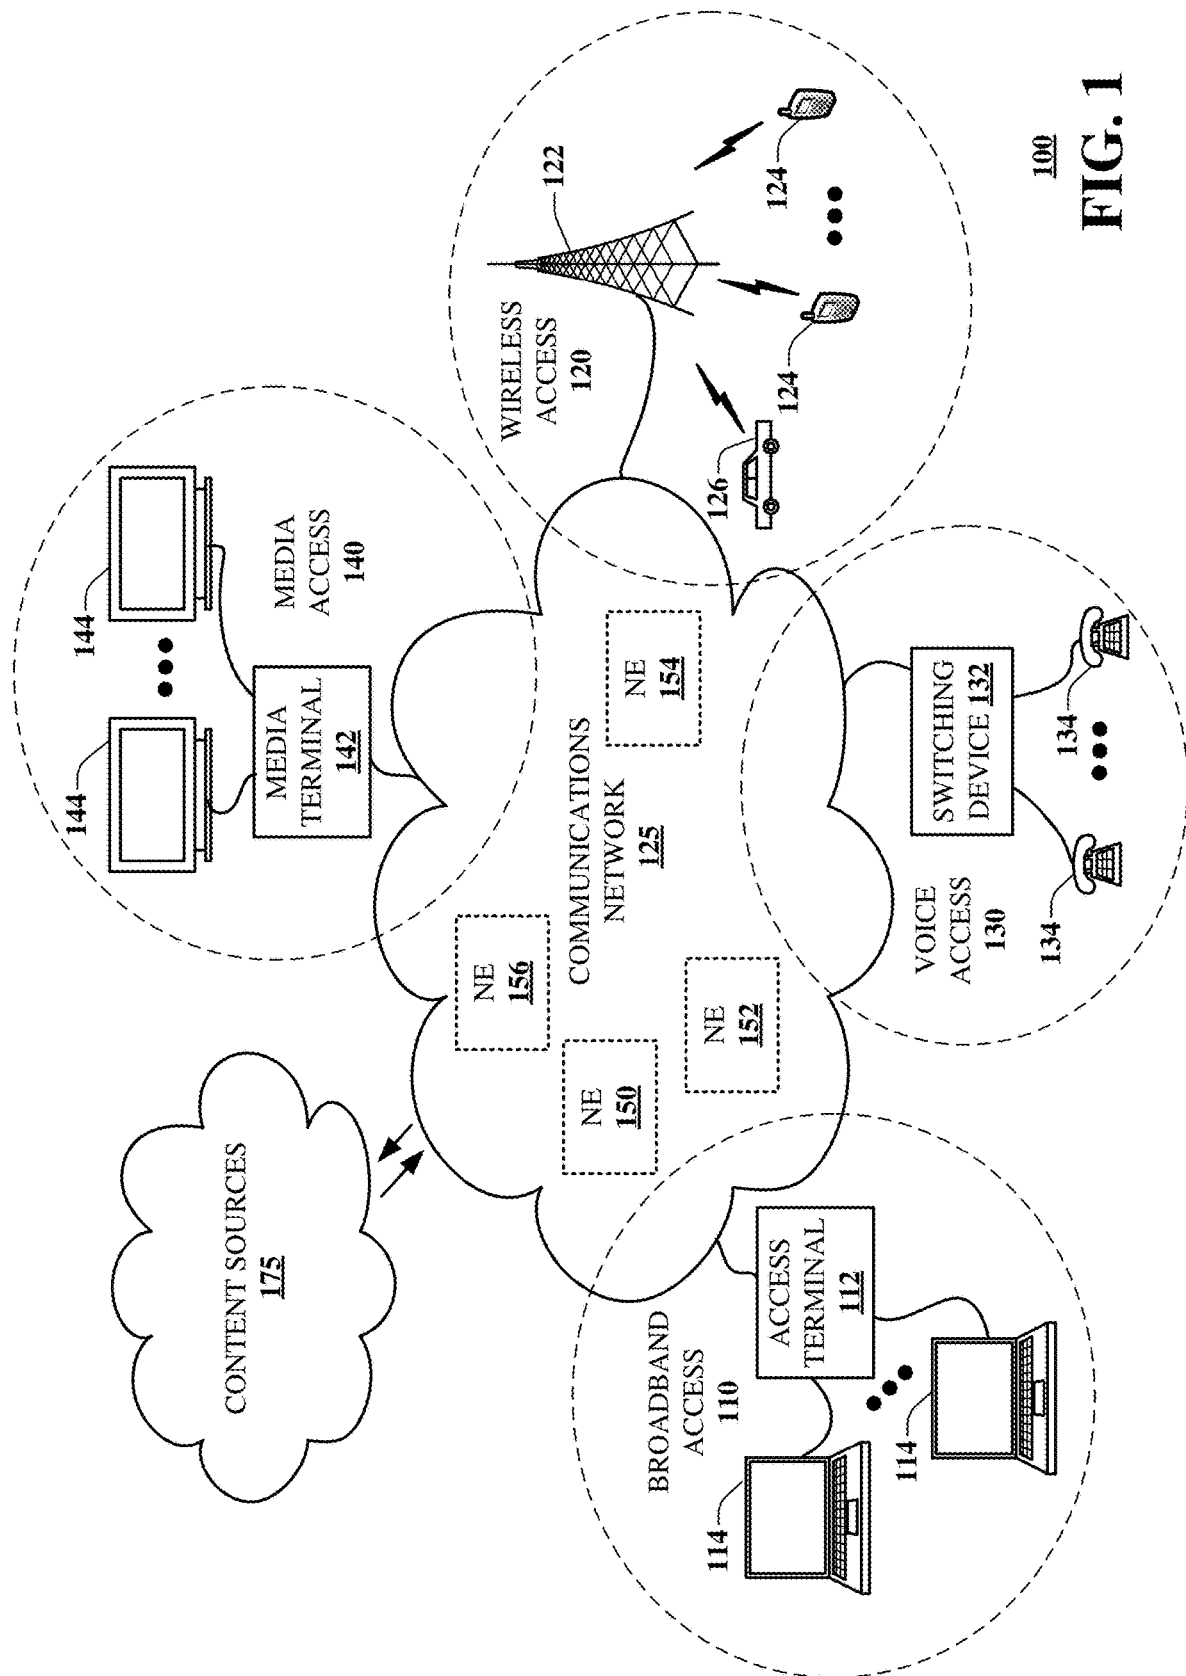 CONTENT SOURCES
175
144
144
MEDIA
TERMINAL
142
MEDIA
ACCESS
140
NE
156
NE
150
NE
152
COMMUNICATIONS
NETWORK
125
NE
154
WIRELESS
ACCESS
120
122
126
124
124
BROADBAND
ACCESS
110
ACCESS
TERMINAL
112
114
114
VOICE
ACCESS
130
SWITCHING
DEVICE 132
134
134
100
FIG. 1